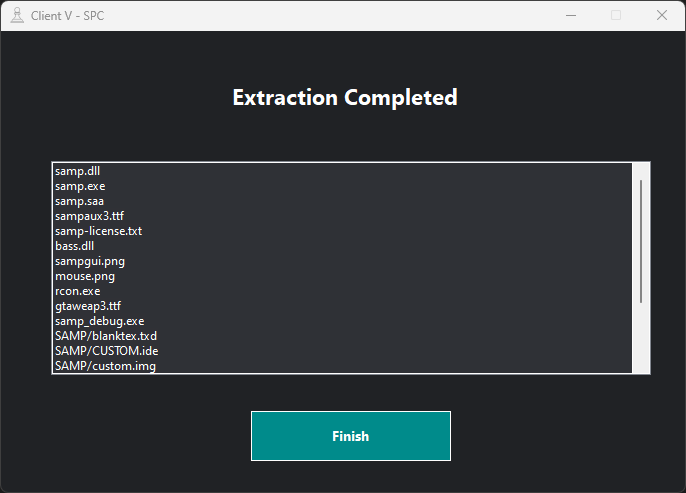 Client V - SPC
Extraction Completed
samp.dll
samp.exe
samp.saa
sampaux3.ttf
samp-license.txt
bass.dll
sampgui.png
mouse.png
rcon.exe
gtaweap3.ttf
samp_debug.exe
SAMP/blanktex.txd
SAMP/CUSTOM.ide
SAMP/custom.img
Finish